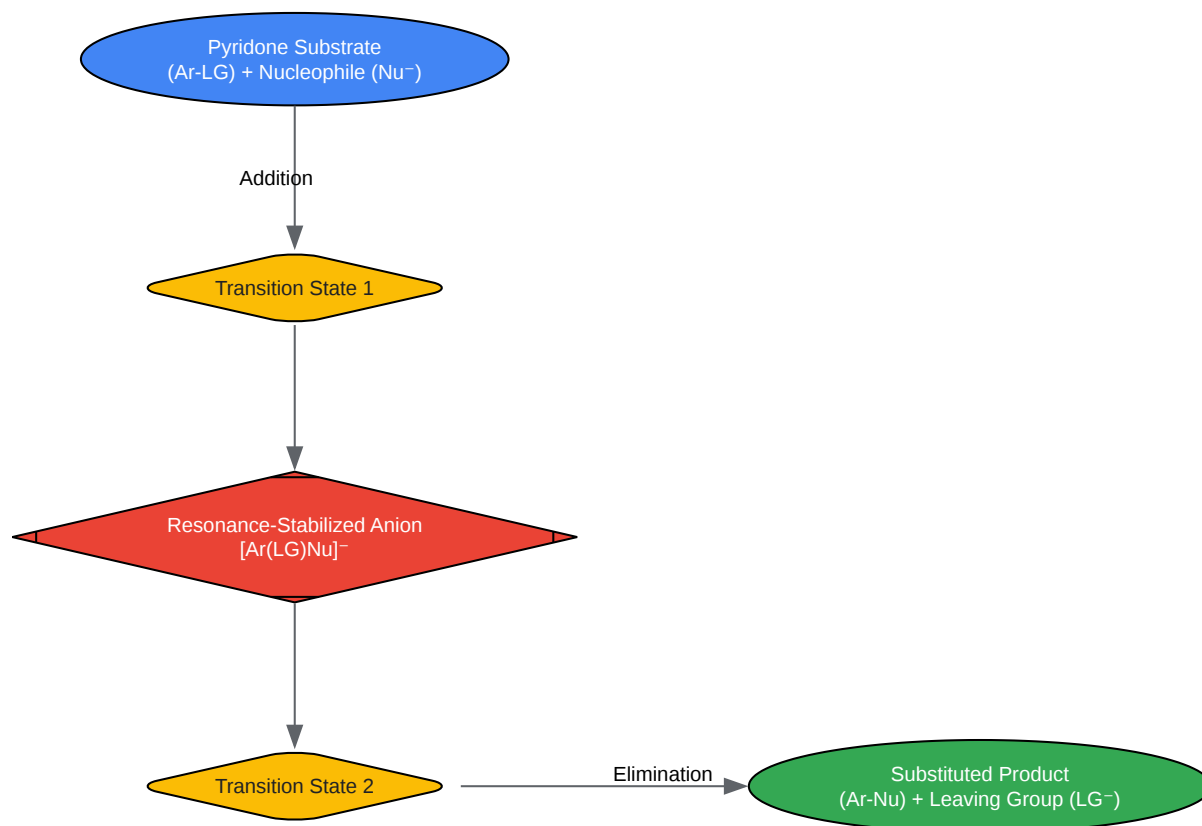 Pyridone Substrate
(Ar-LG) + Nucleophile (Nu⁻)
Addition
Transition State 1
Resonance-Stabilized Anion
[Ar(LG)Nu]⁻
Transition State 2
Elimination
Substituted Product
(Ar-Nu) + Leaving Group (LG⁻)